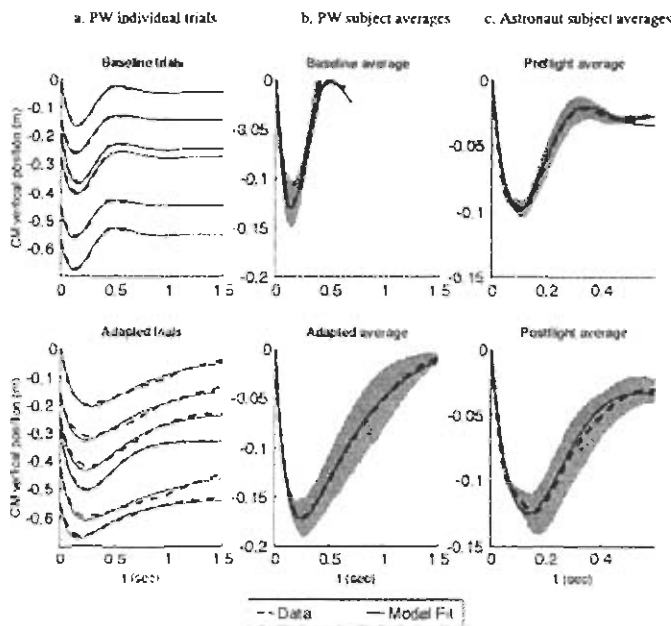 a. PW individual trials
b. PW subject averages
c. Astronaut subject averages
Baseline trials
Baseline average
Preflight average
CM vertical position (m)
0
-0.1
-0.2
-0.3
-0.4
-0.5
-0.6
0 0.5 1 1.5
0
-0.05
-0.1
-0.15
-0.2
0 0.5 1 1.5
0
-0.05
-0.1
-0.15
0 0.2 0.4
Adapted trials
Adapted average
Postflight average
CM vertical position (m)
0
-0.1
-0.2
-0.3
-0.4
-0.5
-0.6
0 0.5 1 1.5
t (sec)
0
-0.05
-0.1
-0.15
-0.2
0 0.5 1 1.5
t (sec)
0
-0.05
-0.1
-0.15
0 0.2 0.4
t (sec)
Data Model Fit